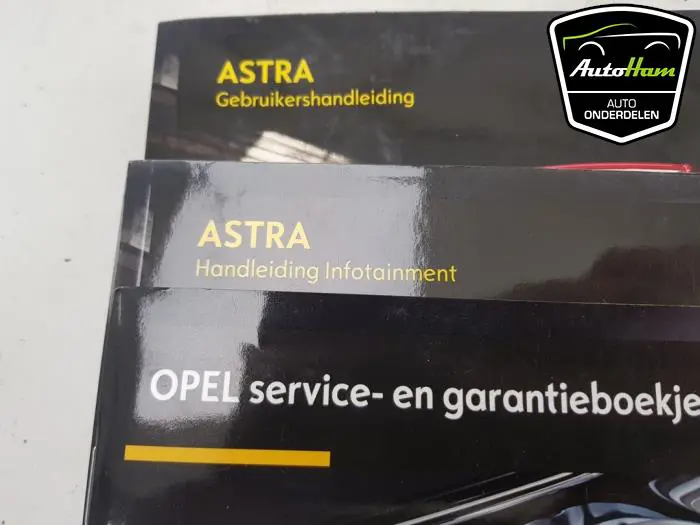 ASTRA
Gebruikershandleiding
AutoHam
AUTO
ONDERDELEN
ASTRA
Handleiding Infotainment
OPEL service- en garantieboekje